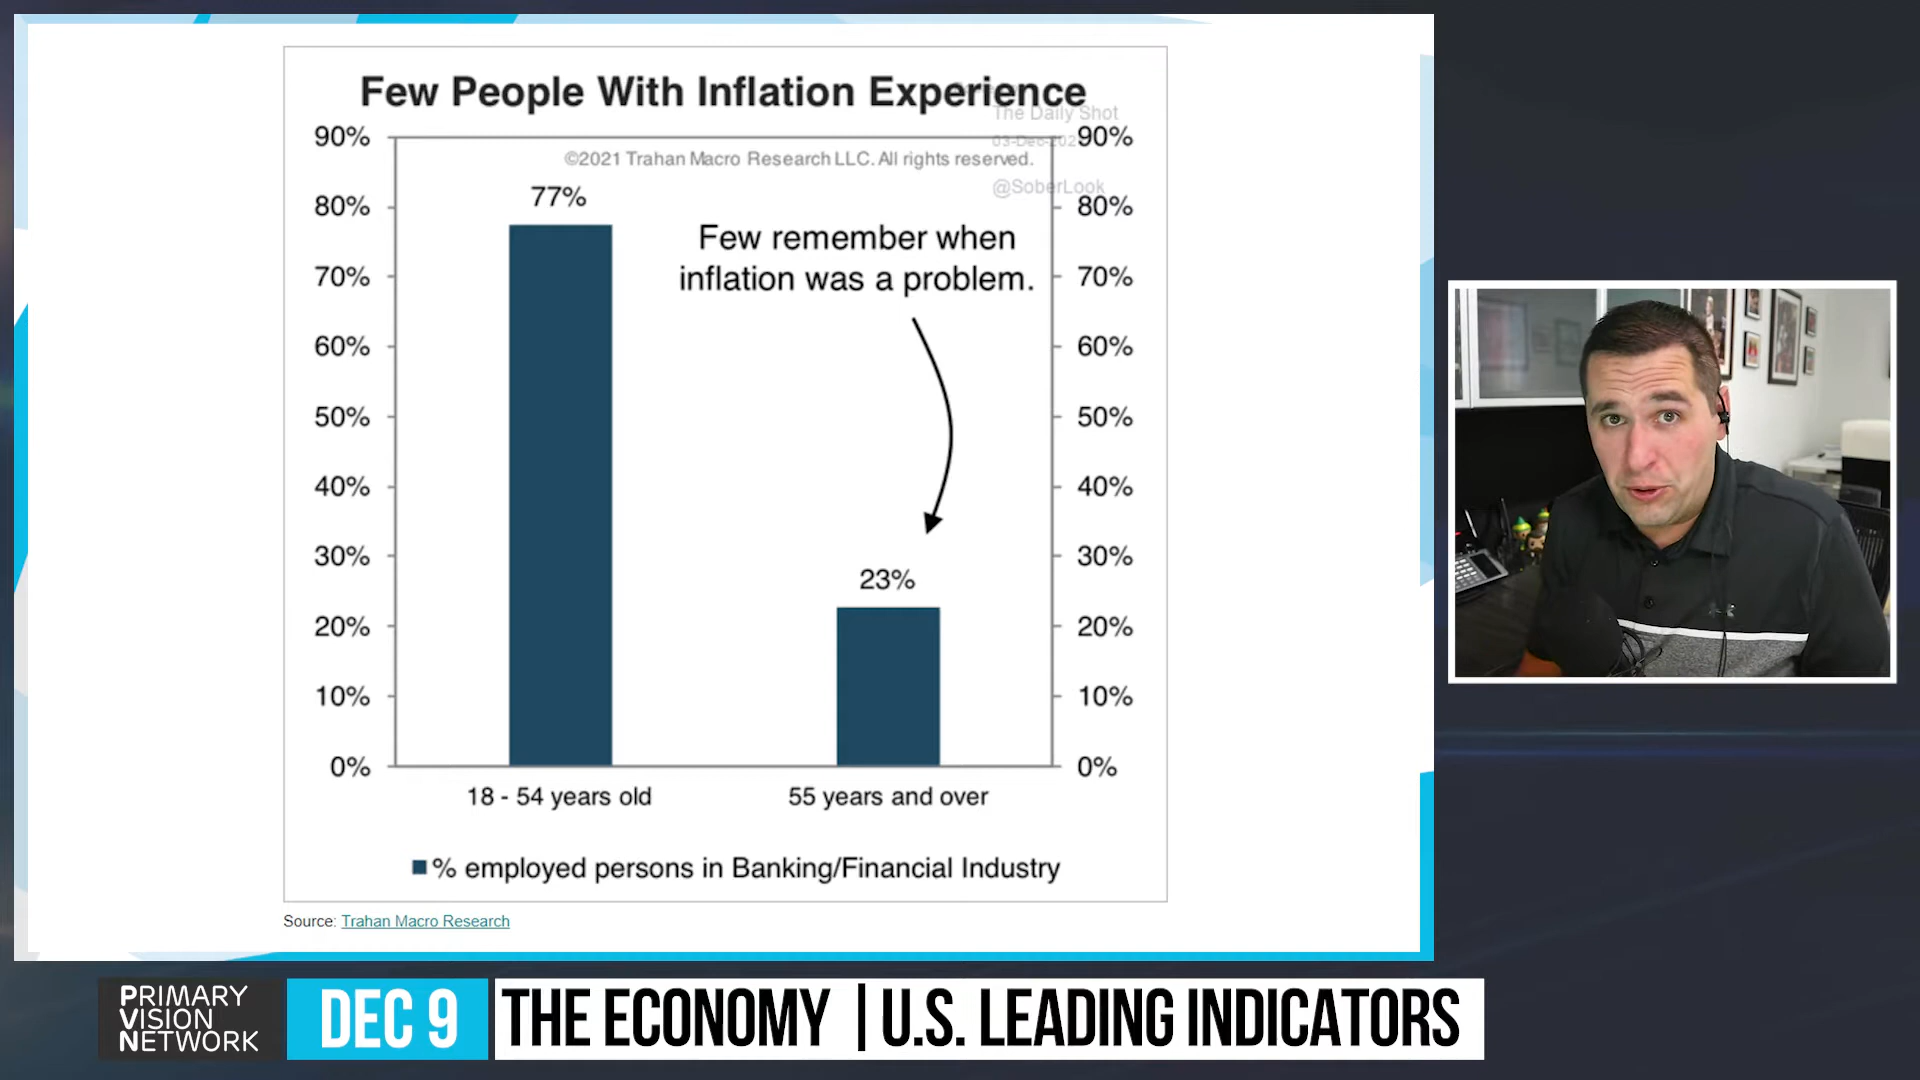 Few People With Inflation Experience
The Daily Shot
03-Dec-202
@SoberLook
©2021 Trahan Macro Research LLC. All rights reserved.
90%
80%
70%
60%
50%
40%
30%
20%
10%
0%
90%
80%
70%
60%
50%
40%
30%
20%
10%
0%
77%
Few remember when
inflation was a problem.
23%
18 - 54 years old
55 years and over
% employed persons in Banking/Financial Industry
Source: Trahan Macro Research
PRIMARY
VISION
NETWORK
DEC 9
THE ECONOMY | U.S. LEADING INDICATORS